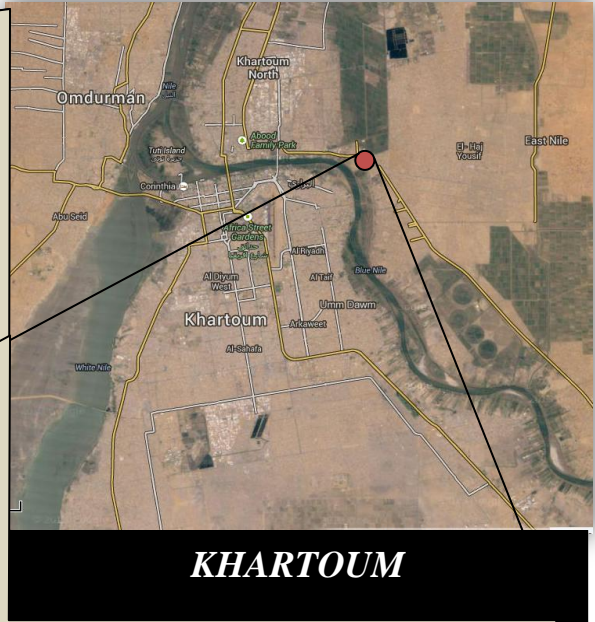 Khartoum
North
Omdurman
Nile
Abood
Family Park
El-Haj
Yousif
East Nile
Tuti Island
Corinthia
Abu Seid
Africa Street
Gardens
Al Riyadh
Blue Nile
Al Diyum
West
Al Taif
Umm Dawm
Khartoum
Arkaweet
Al-Sahafa
White Nile
KHARTOUM